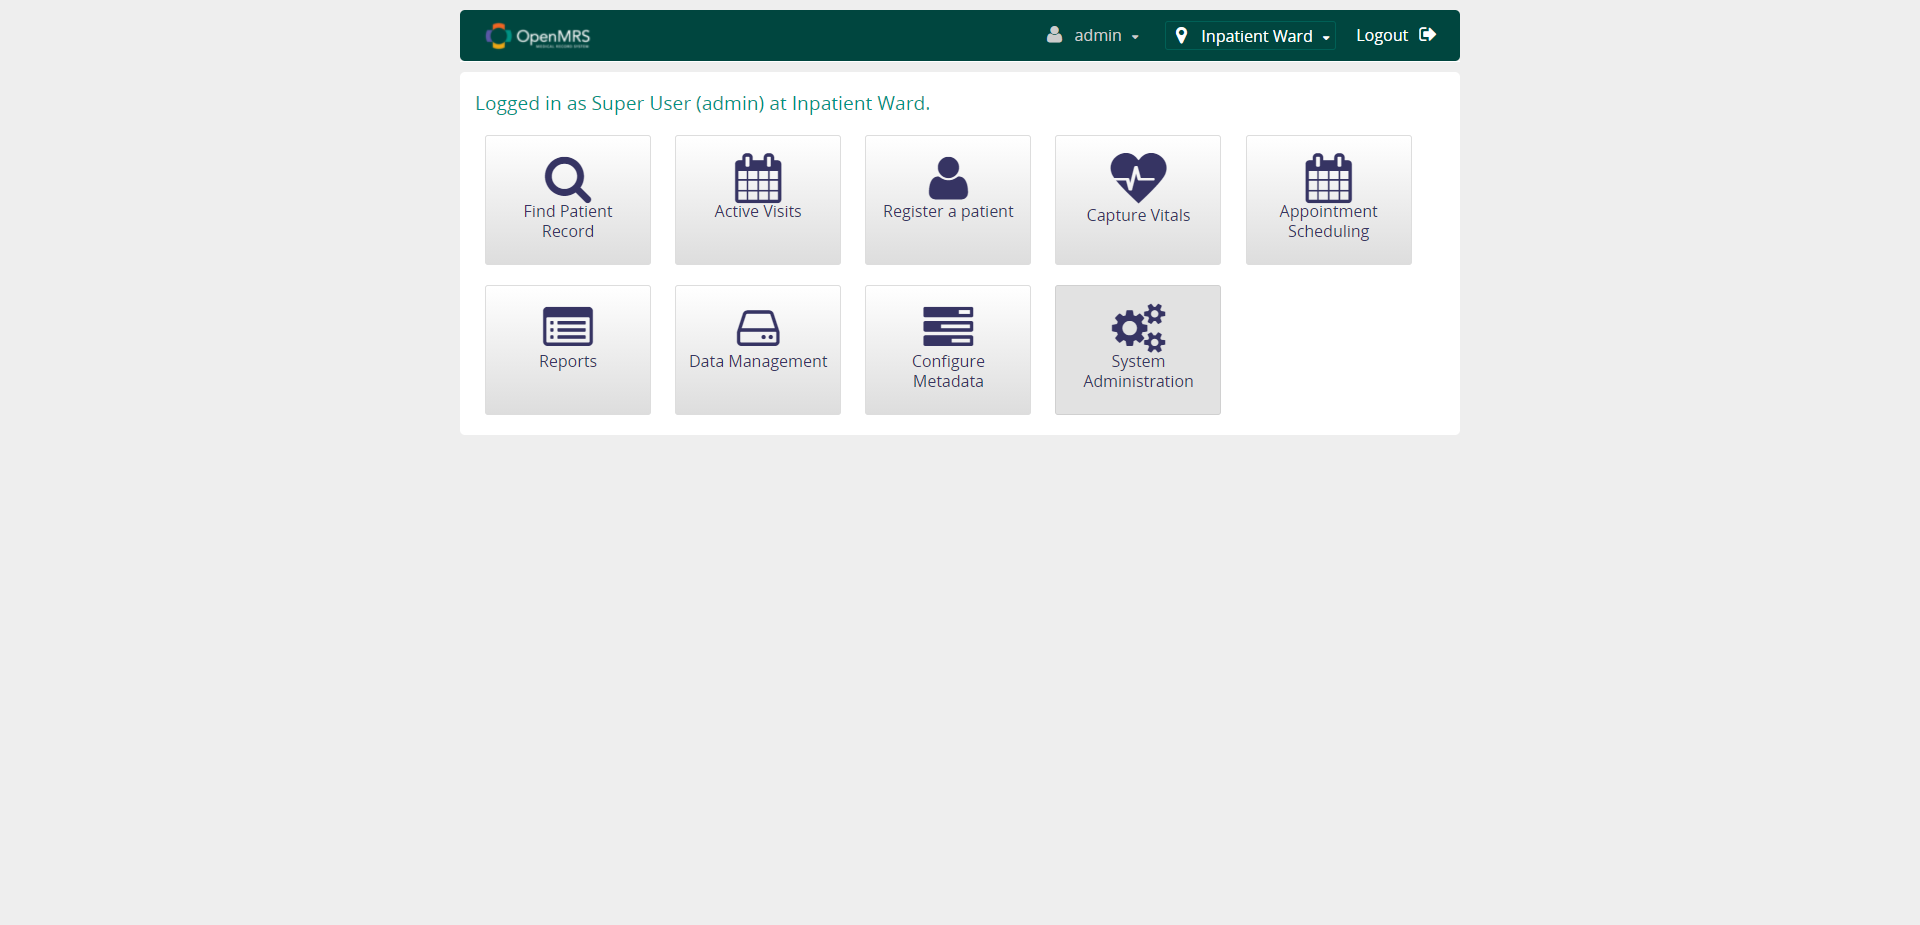 OpenMRS
admin
Inpatient Ward
Logout
Logged in as Super User (admin) at Inpatient Ward.
Find Patient
Record
Active Visits
Register a patient
Capture Vitals
Appointment
Scheduling
Reports
Data Management
Configure
Metadata
System
Administration